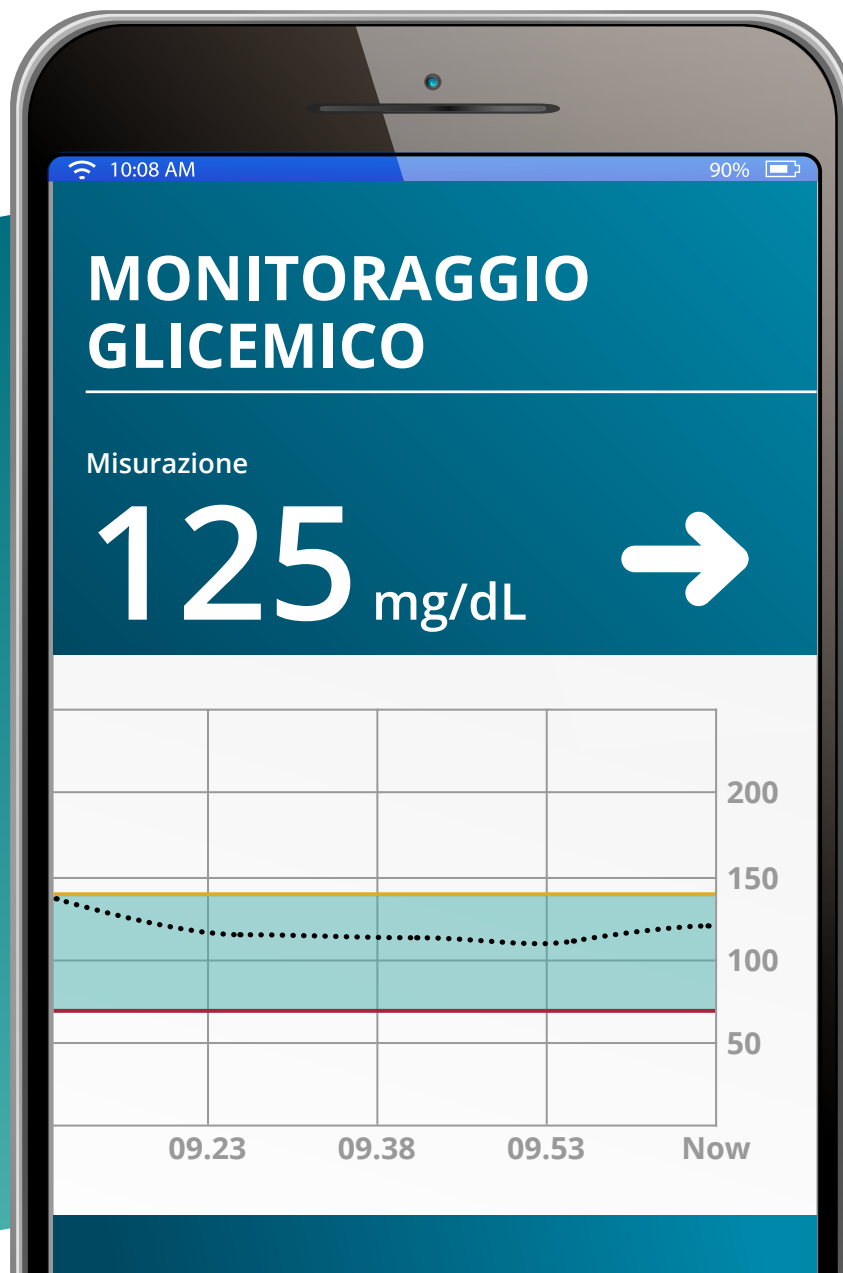 10:08 AM 90%
MONITORAGGIO
GLICEMICO
Misurazione
125 mg/dL
200
150
100
50
09.23 09.38 09.53 Now